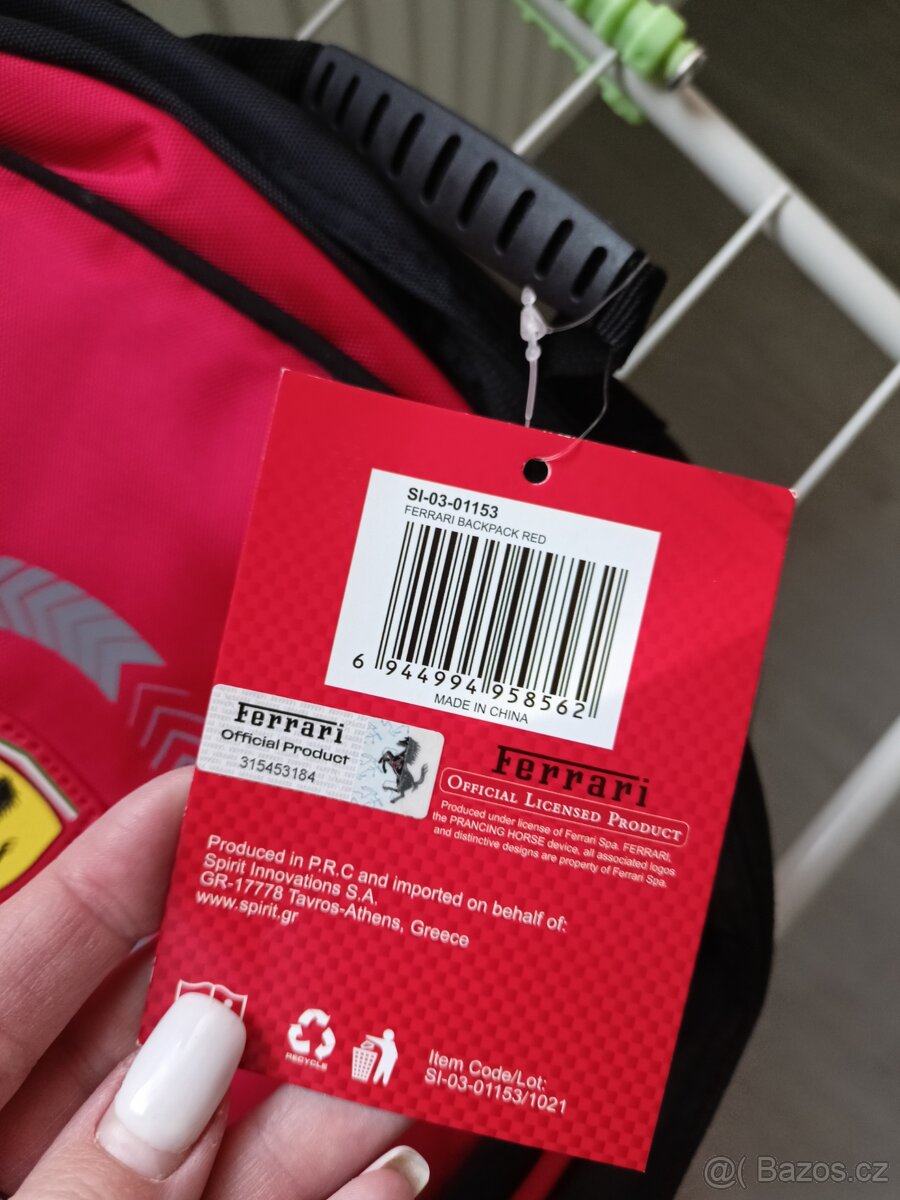 SI-03-01153
FERRARI BACKPACK RED
6 944994 958562
MADE IN CHINA
Ferrari
Official Product
315453184
Ferrari
OFFICIAL LICENSED PRODUCT
Produced under license of Ferrari Spa. FERRARI,
the PRANCING HORSE device, all associated logos
and distinctive designs are property of Ferrari Spa.
Produced in P.R.C and imported on behalf of:
Spirit Innovations S.A.
GR-17778 Tavros-Athens, Greece
www.spirit.gr
RECYCLE
Item Code/Lot:
SI-03-01153/1021
@( Bazos.cz